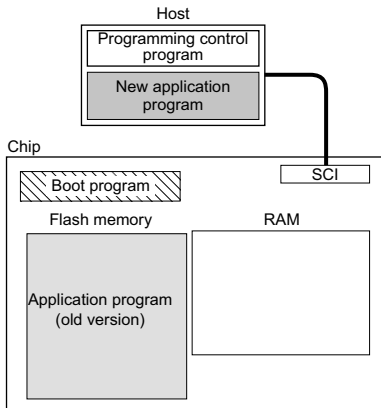 Host
Programming control
program
New application
program
Chip
SCI
Boot program
Flash memory
RAM
Application program
(old version)